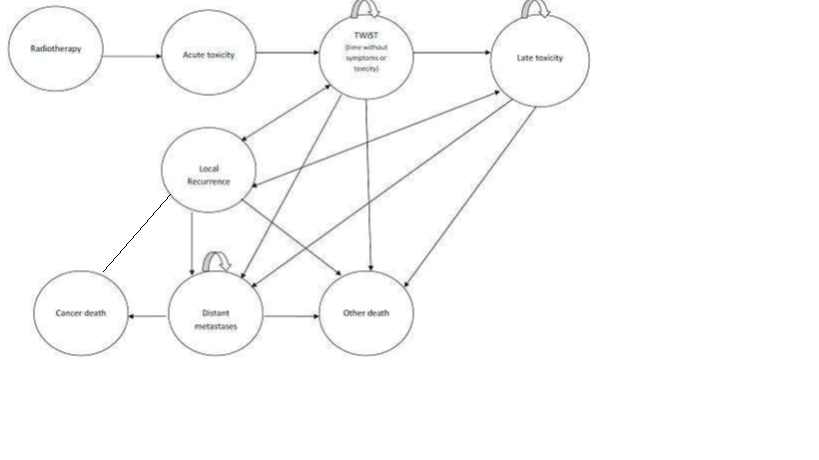 Radiotherapy
Acute toxicity
TWiST
(time without
symptoms or
toxicity)
Late toxicity
Local
Recurrence
Cancer death
Distant
metastases
Other death